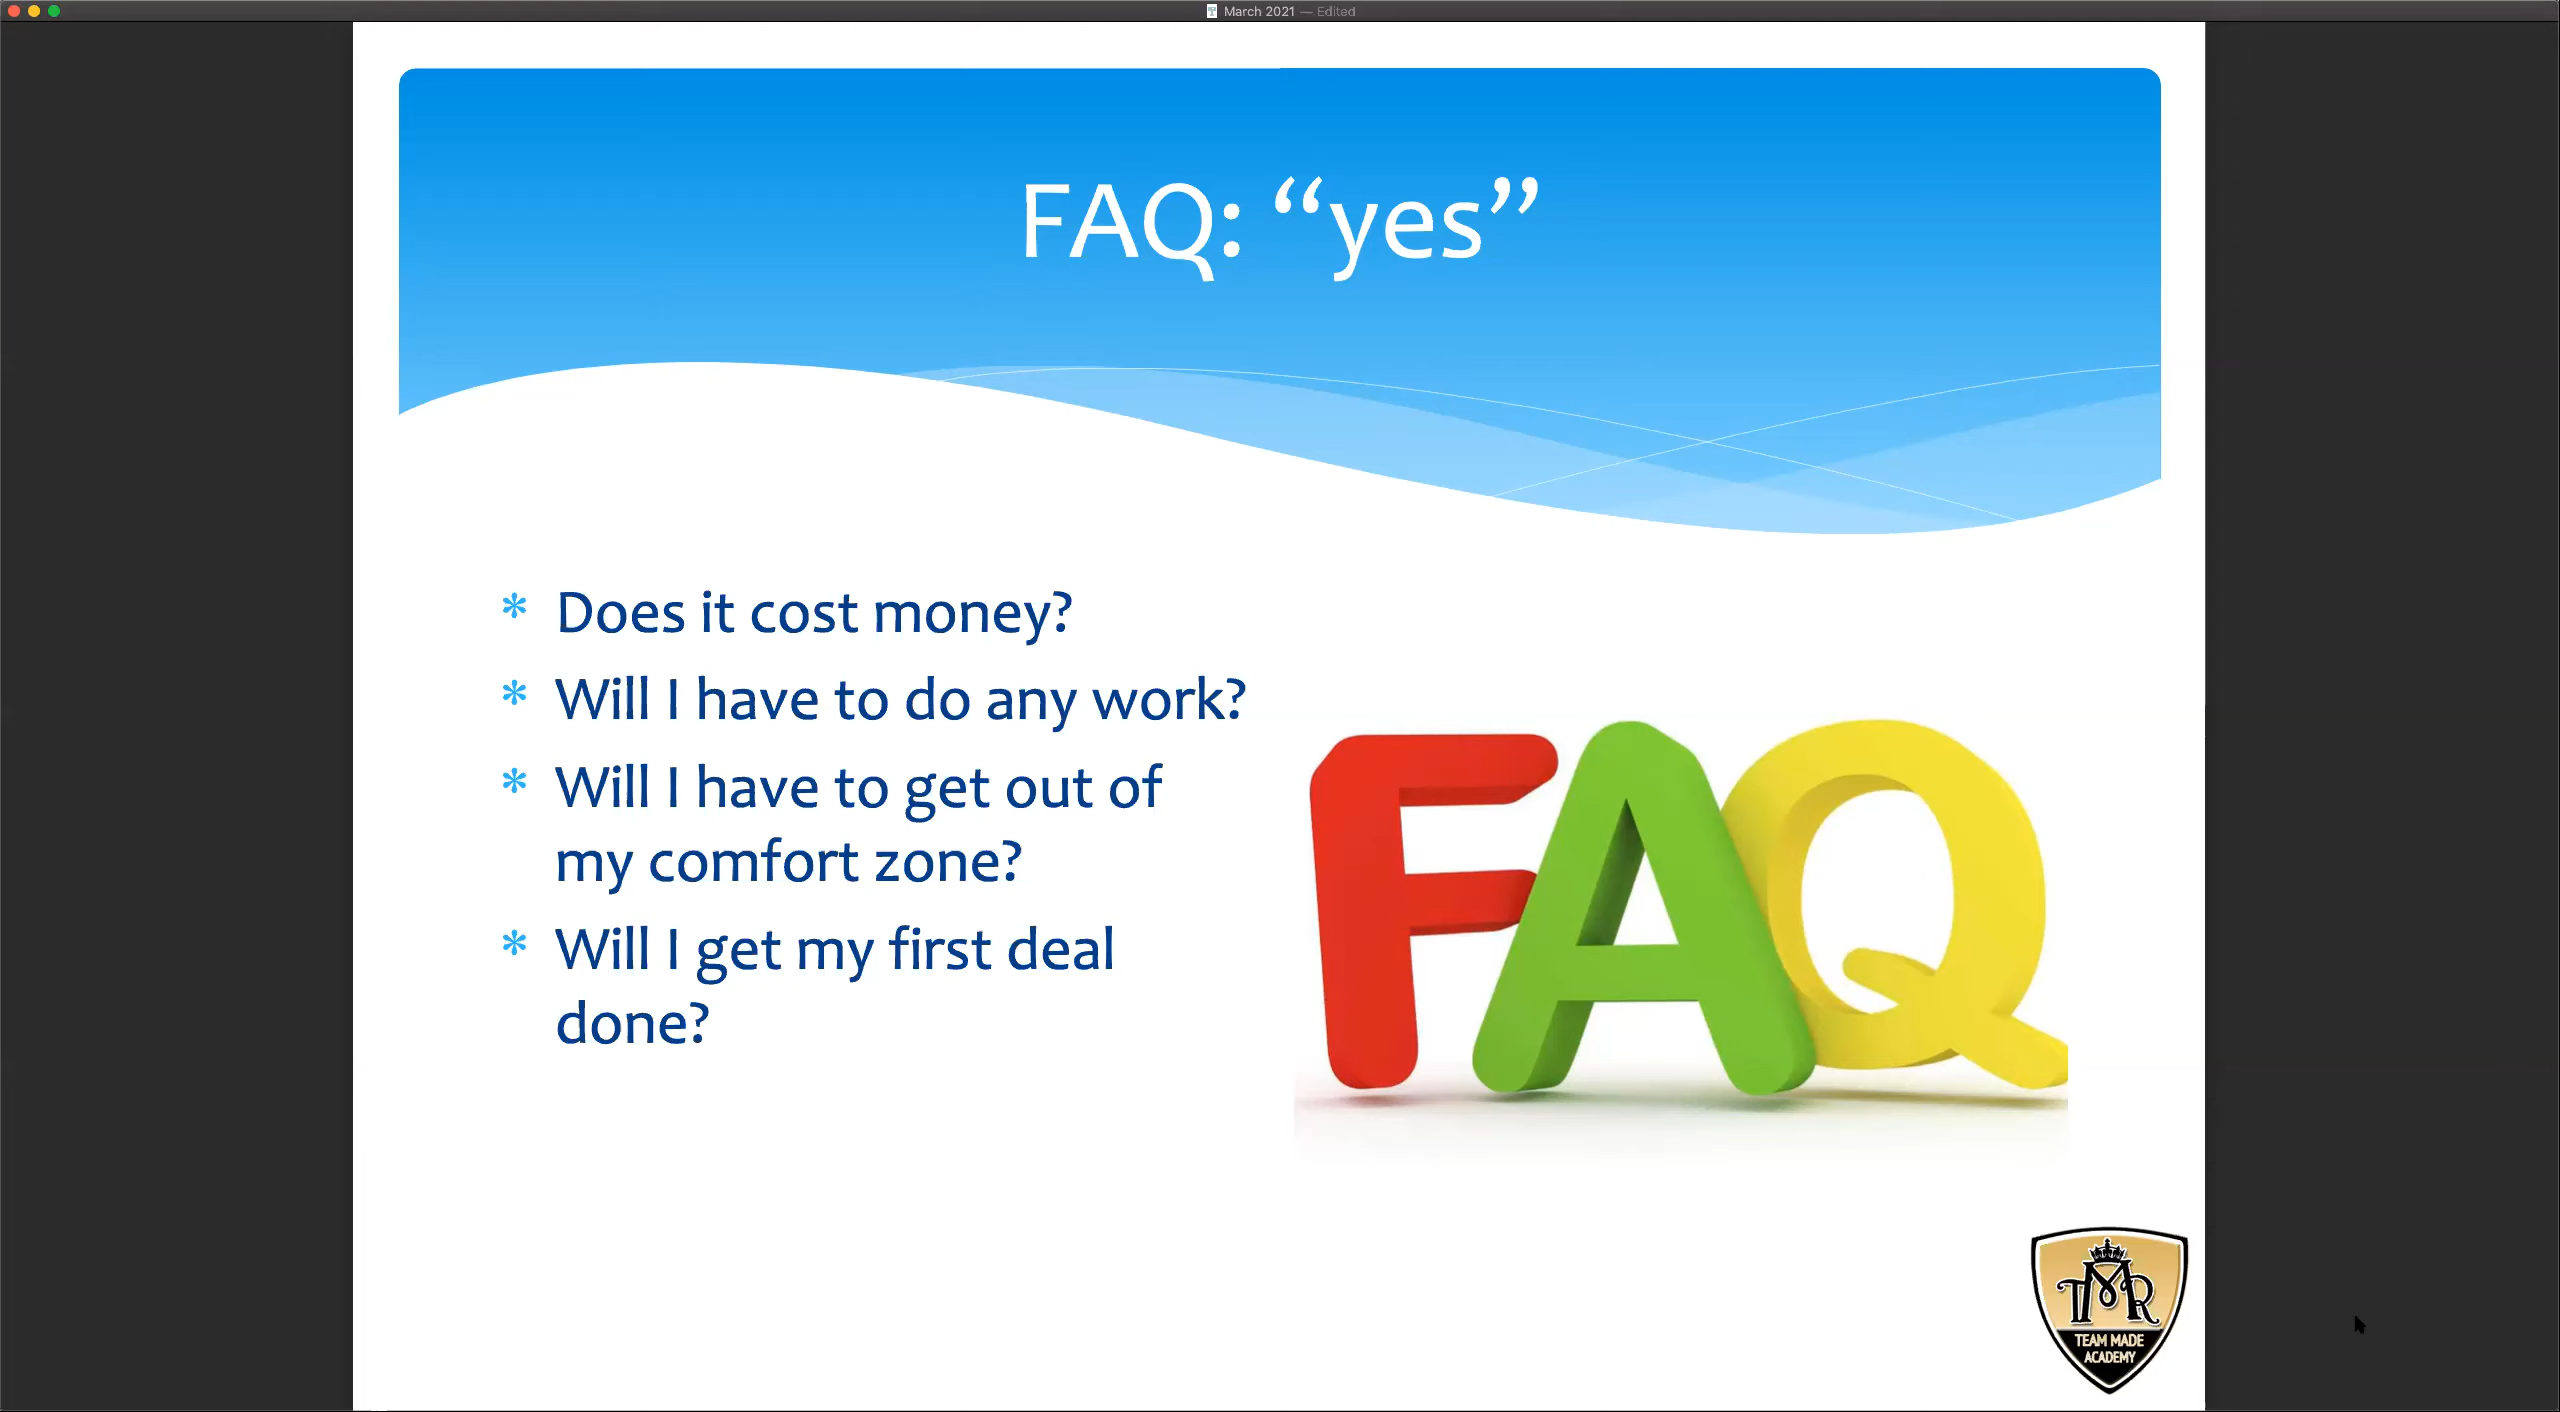 March 2021 — Edited
FAQ: “yes”
* Does it cost money?
* Will I have to do any work?
* Will I have to get out of
my comfort zone?
* Will I get my first deal
done?
FAQ
TMR
TEAM MADE
ACADEMY